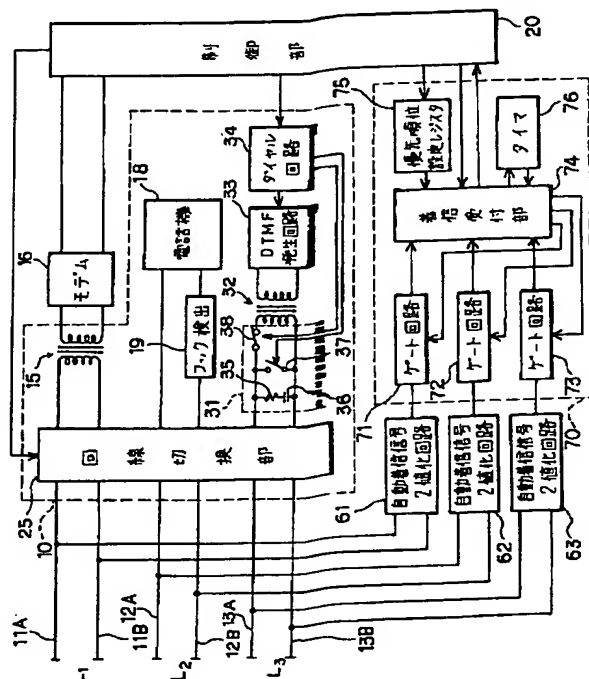 制御部
20
モデム
16
15
電話機
18
フック検出
19
ダイヤル回路
34
DTMF発生回路
33
32
38
35
31
37
36
回線切換部
25
10
優先順位設定レジスタ
75
タイマ
76
着信受付部
74
ゲート回路
71
ゲート回路
72
ゲート回路
73
70
自動着信信号2値化回路
61
自動着信信号2値化回路
62
自動着信信号2値化回路
63
11A
11B
12A
12B
13A
13B
L2
L3